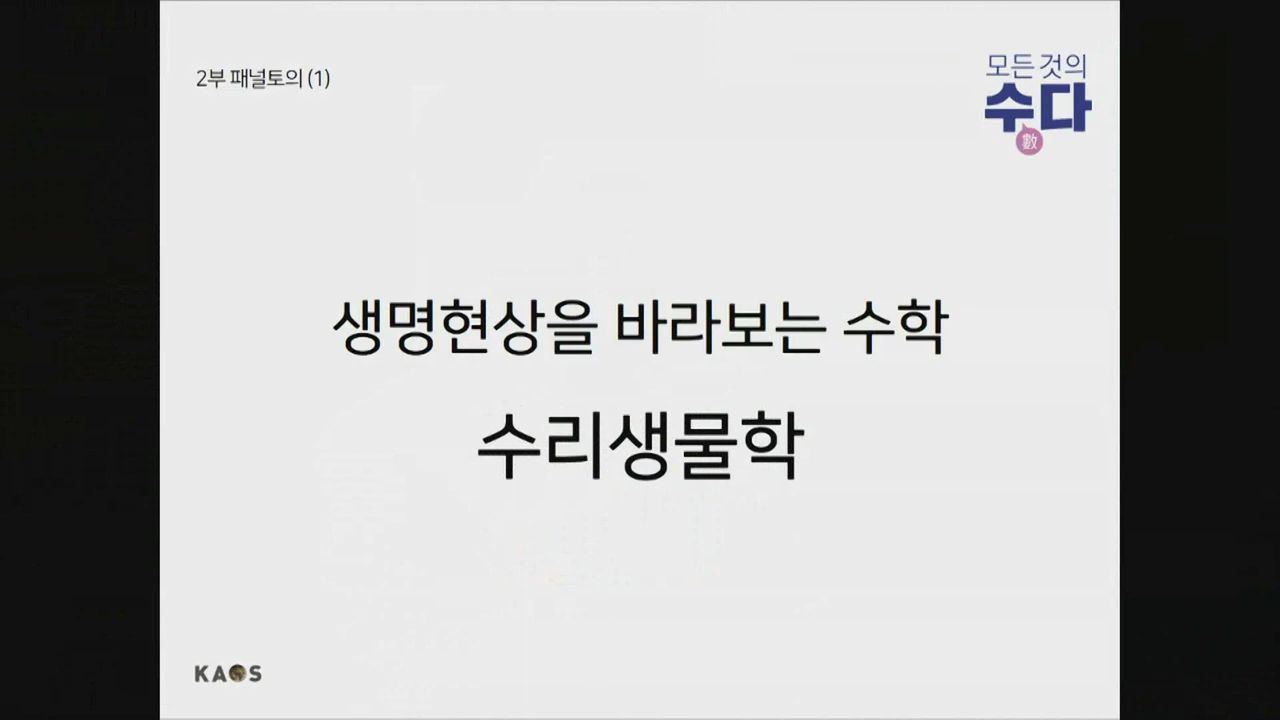 2부 패널토의 (1)
모든 것의
수다
數
생명현상을 바라보는 수학
수리생물학
KAOS